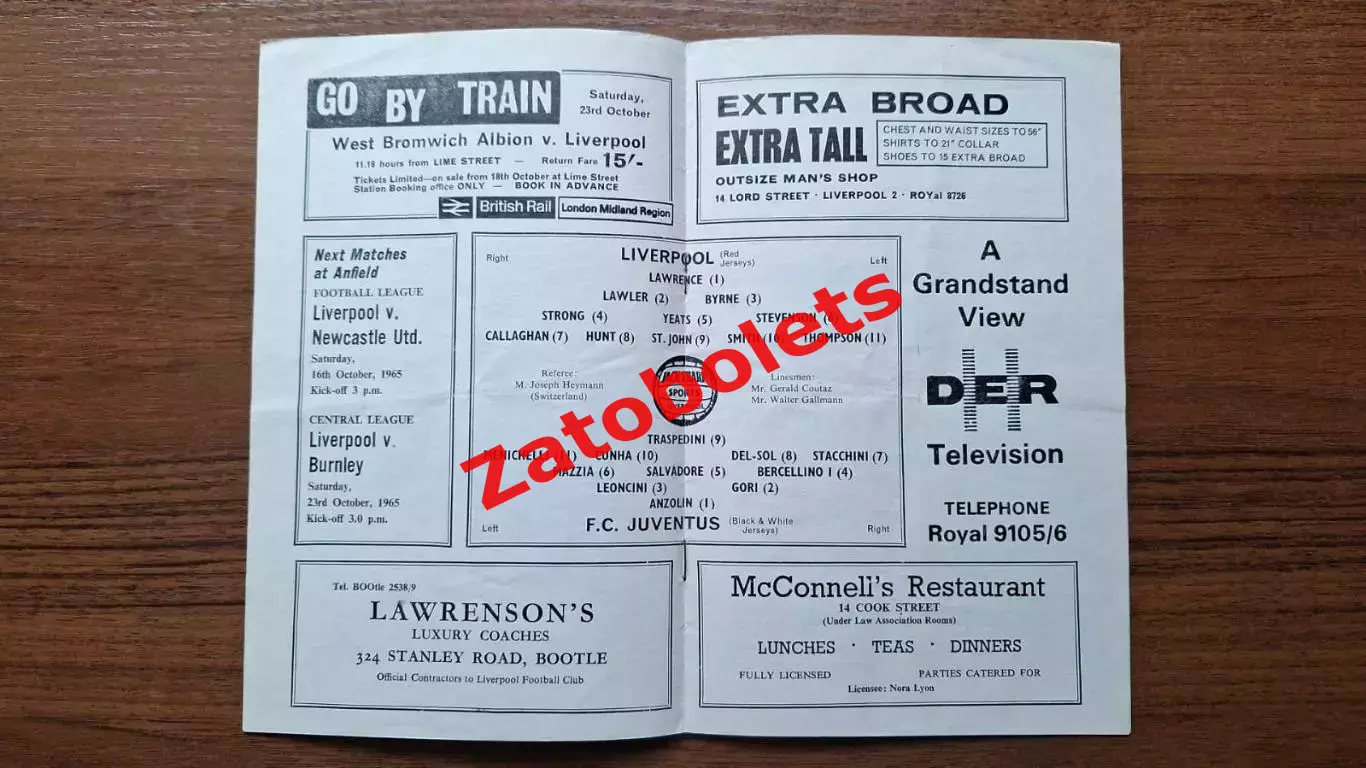 GO BY TRAIN
Saturday,
23rd October
West Bromwich Albion v. Liverpool
11.18 hours from LIME STREET — Return Fare 15/-
Tickets Limited—on sale from 18th October at Lime Street
Station Booking office ONLY — BOOK IN ADVANCE
British Rail London Midland Region
EXTRA BROAD
EXTRA TALL
CHEST AND WAIST SIZES TO 56"
SHIRTS TO 21" COLLAR
SHOES TO 15 EXTRA BROAD
OUTSIZE MAN'S SHOP
14 LORD STREET · LIVERPOOL 2 · ROYal 8726
Next Matches
at Anfield
FOOTBALL LEAGUE
Liverpool v.
Newcastle Utd.
Saturday,
16th October, 1965
Kick-off 3 p.m.
CENTRAL LEAGUE
Liverpool v.
Burnley
Saturday,
23rd October, 1965
Kick-off 3.0 p.m.
Right LIVERPOOL (Red Jerseys) Left
LAWRENCE (1)
LAWLER (2) BYRNE (3)
STRONG (4) YEATS (5) STEVENSON (6)
CALLAGHAN (7) HUNT (8) ST. JOHN (9) SMITH (10) THOMPSON (11)
Referee:
M. Joseph Heymann
(Switzerland)
SPORTS
Linesmen:
Mr. Gerald Coutaz
Mr. Walter Gallmann
TRASPEDINI (9)
MENICHELLI (11) CUNHA (10) DEL-SOL (8) STACCHINI (7)
MAZZIA (6) SALVADORE (5) BERCELLINO I (4)
LEONCINI (3) GORI (2)
ANZOLIN (1)
Left F.C. JUVENTUS (Black & White Jerseys) Right
A
Grandstand
View
DER
Television
TELEPHONE
Royal 9105/6
Tel. BOOtle 2538/9
LAWRENSON'S
LUXURY COACHES
324 STANLEY ROAD, BOOTLE
Official Contractors to Liverpool Football Club
McConnell's Restaurant
14 COOK STREET
(Under Law Association Rooms)
LUNCHES · TEAS · DINNERS
FULLY LICENSED PARTIES CATERED FOR
Licensee: Nora Lyon
Zatobolets